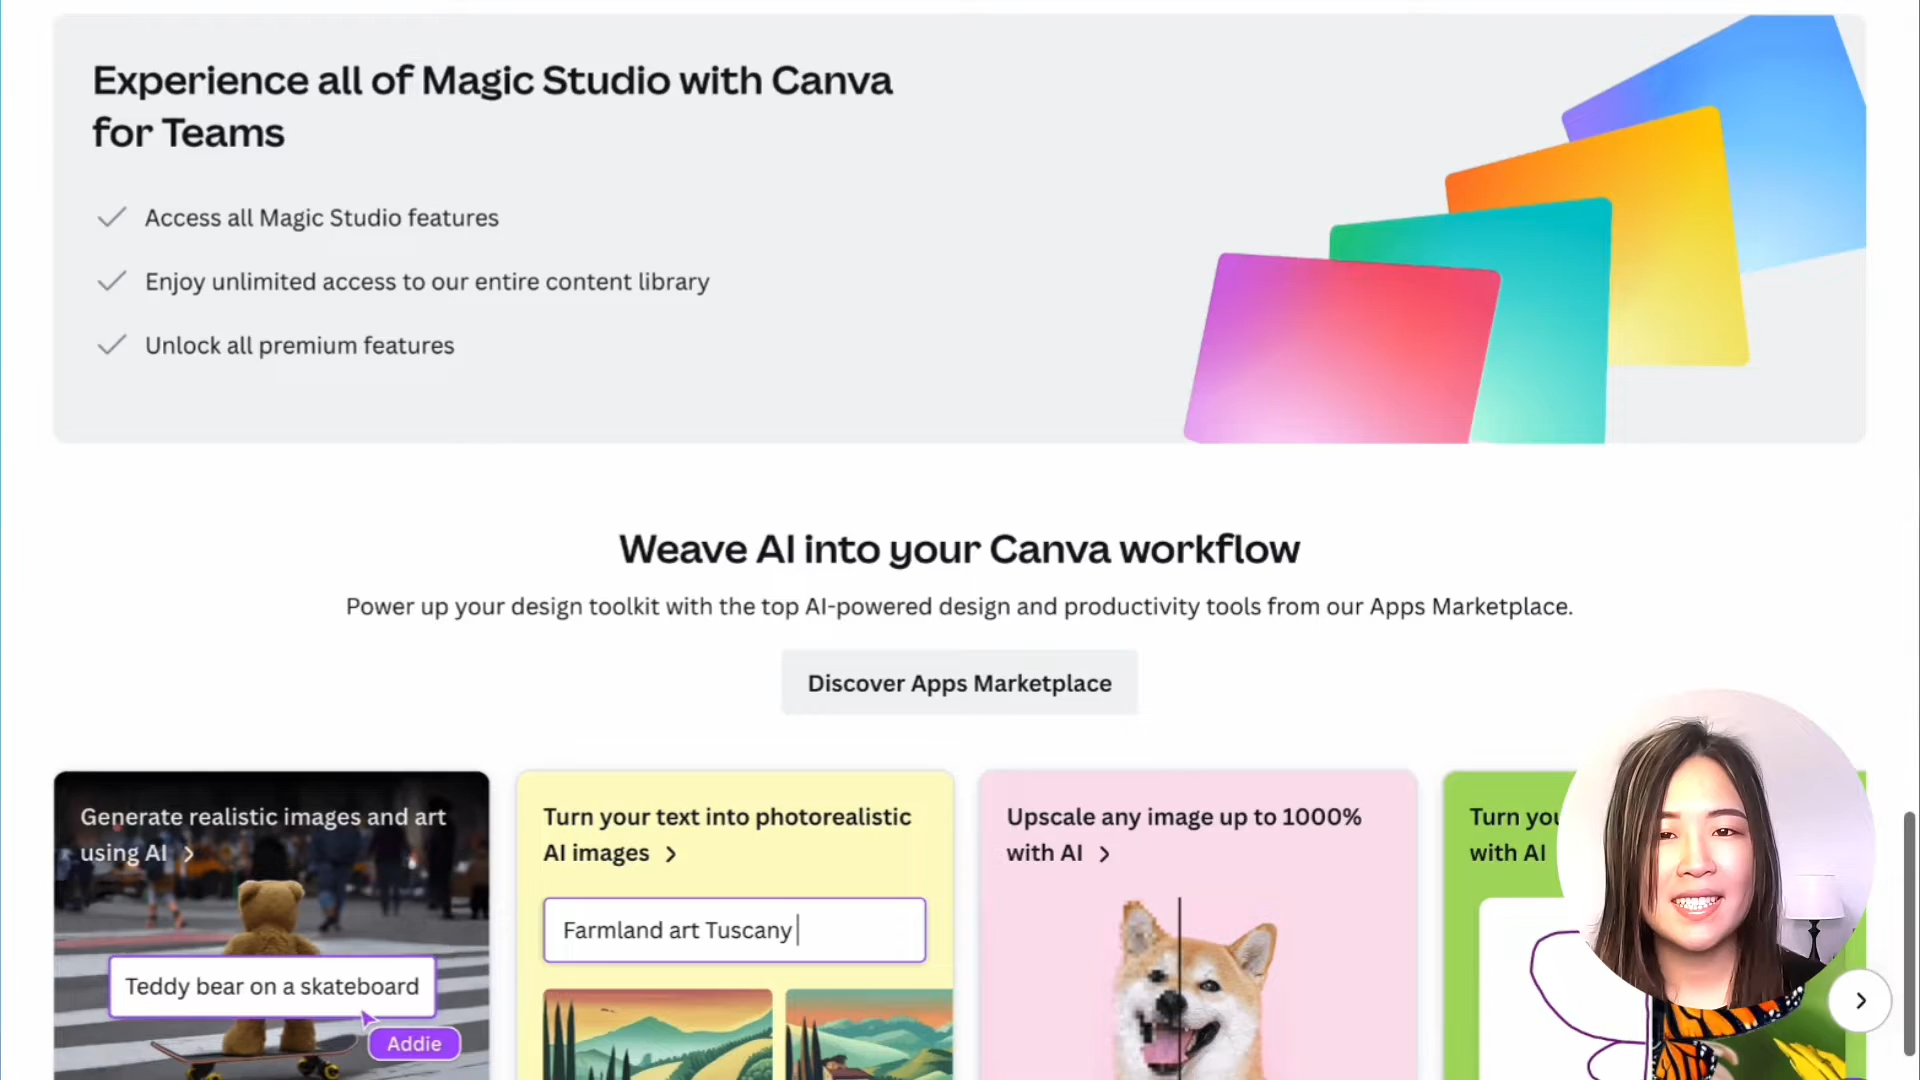 Experience all of Magic Studio with Canva
for Teams
Access all Magic Studio features
Enjoy unlimited access to our entire content library
Unlock all premium features
Weave AI into your Canva workflow
Power up your design toolkit with the top AI-powered design and productivity tools from our Apps Marketplace.
Discover Apps Marketplace
Generate realistic images and art
using AI
Teddy bear on a skateboard
Addie
Turn your text into photorealistic
AI images
Farmland art Tuscany
Upscale any image up to 1000%
with AI
Turn
with AI